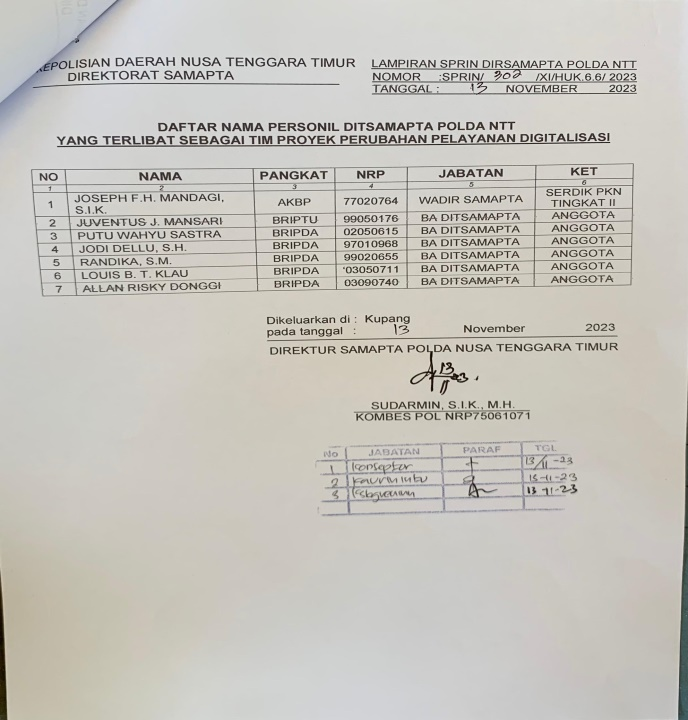 KEPOLISIAN DAERAH NUSA TENGGARA TIMUR
DIREKTORAT SAMAPTA
LAMPIRAN SPRIN DIRSAMAPTA POLDA NTT
NOMOR :SPRIN/ 302 /XI/HUK.6.6/ 2023
TANGGAL : 13 NOVEMBER 2023
DAFTAR NAMA PERSONIL DITSAMAPTA POLDA NTT
YANG TERLIBAT SEBAGAI TIM PROYEK PERUBAHAN PELAYANAN DIGITALISASI
NO NAMA PANGKAT NRP JABATAN KET
1 2 3 4 5 6
1 JOSEPH F.H. MANDAGI, S.I.K. AKBP 77020764 WADIR SAMAPTA SERDIK PKN TINGKAT II
2 JUVENTUS J. MANSARI BRIPTU 99050176 BA DITSAMAPTA ANGGOTA
3 PUTU WAHYU SASTRA BRIPDA 02050615 BA DITSAMAPTA ANGGOTA
4 JODI DELLU, S.H. BRIPDA 97010968 BA DITSAMAPTA ANGGOTA
5 RANDIKA, S.M. BRIPDA 99020655 BA DITSAMAPTA ANGGOTA
6 LOUIS B. T. KLAU BRIPDA '03050711 BA DITSAMAPTA ANGGOTA
7 ALLAN RISKY DONGGI BRIPDA 03090740 BA DITSAMAPTA ANGGOTA
Dikeluarkan di : Kupang
pada tanggal : 13 November 2023
DIREKTUR SAMAPTA POLDA NUSA TENGGARA TIMUR
13
11 23
SUDARMIN, S.I.K., M.H.
KOMBES POL NRP75061071
No JABATAN PARAF TGL
1 Konseptor 13/11-23
2 Kaurmintu 13-11-23
3 13-11-23